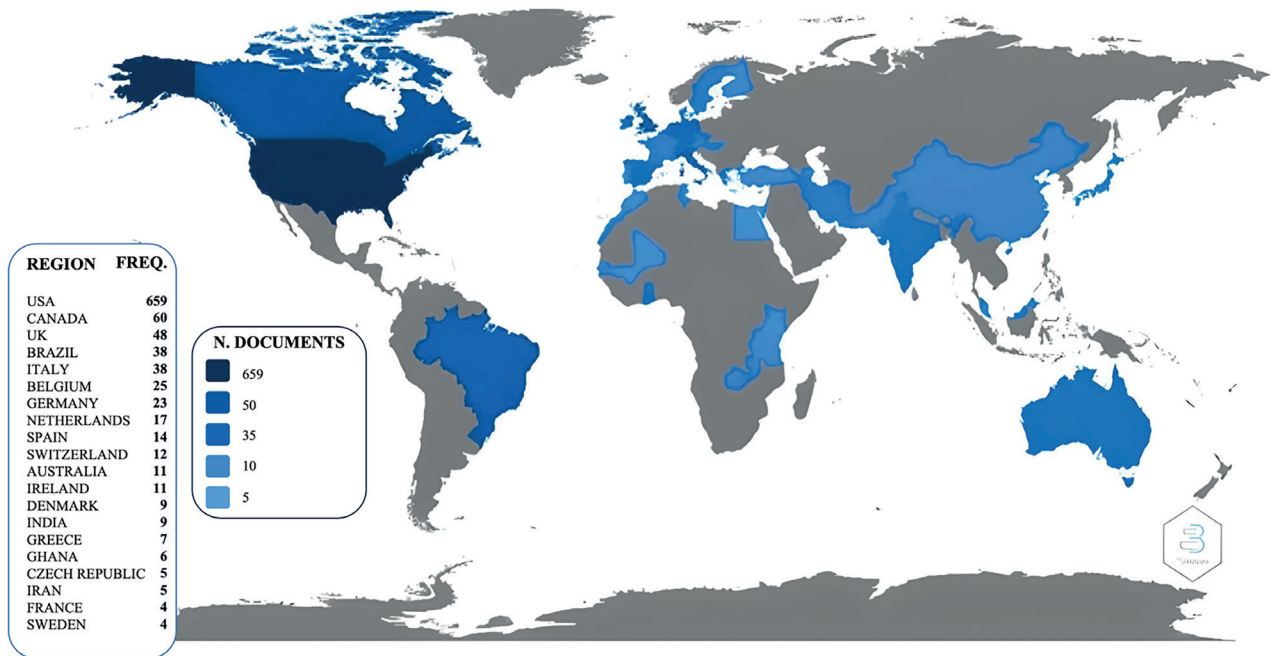 REGION FREQ.
USA 659
CANADA 60
UK 48
BRAZIL 38
ITALY 38
BELGIUM 25
GERMANY 23
NETHERLANDS 17
SPAIN 14
SWITZERLAND 12
AUSTRALIA 11
IRELAND 11
DENMARK 9
INDIA 9
GREECE 7
GHANA 6
CZECH REPUBLIC 5
IRAN 5
FRANCE 4
SWEDEN 4
N. DOCUMENTS
659
50
35
10
5